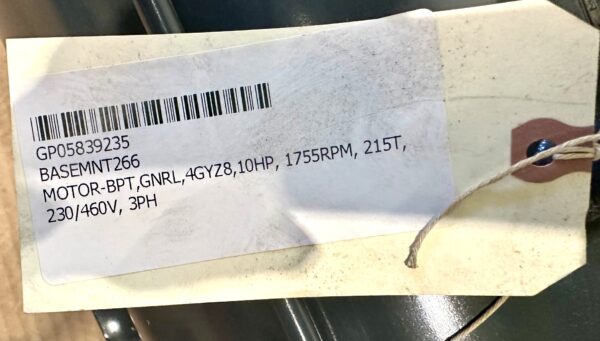 GP05839235
BASEMNT266
MOTOR-BPT,GNRL,4GYZ8,10HP, 1755RPM, 215T,
230/460V, 3PH